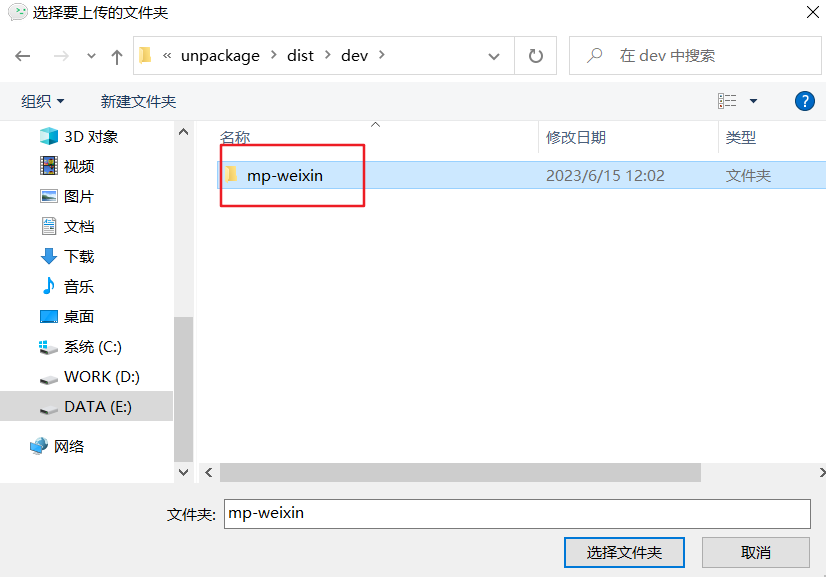 选择要上传的文件夹
« unpackage > dist > dev >
在 dev 中搜索
组织 新建文件夹
?
名称 修改日期 类型
mp-weixin 2023/6/15 12:02 文件夹
3D 对象
视频
图片
文档
下载
音乐
桌面
系统 (C:)
WORK (D:)
DATA (E:)
网络
文件夹: mp-weixin
选择文件夹 取消